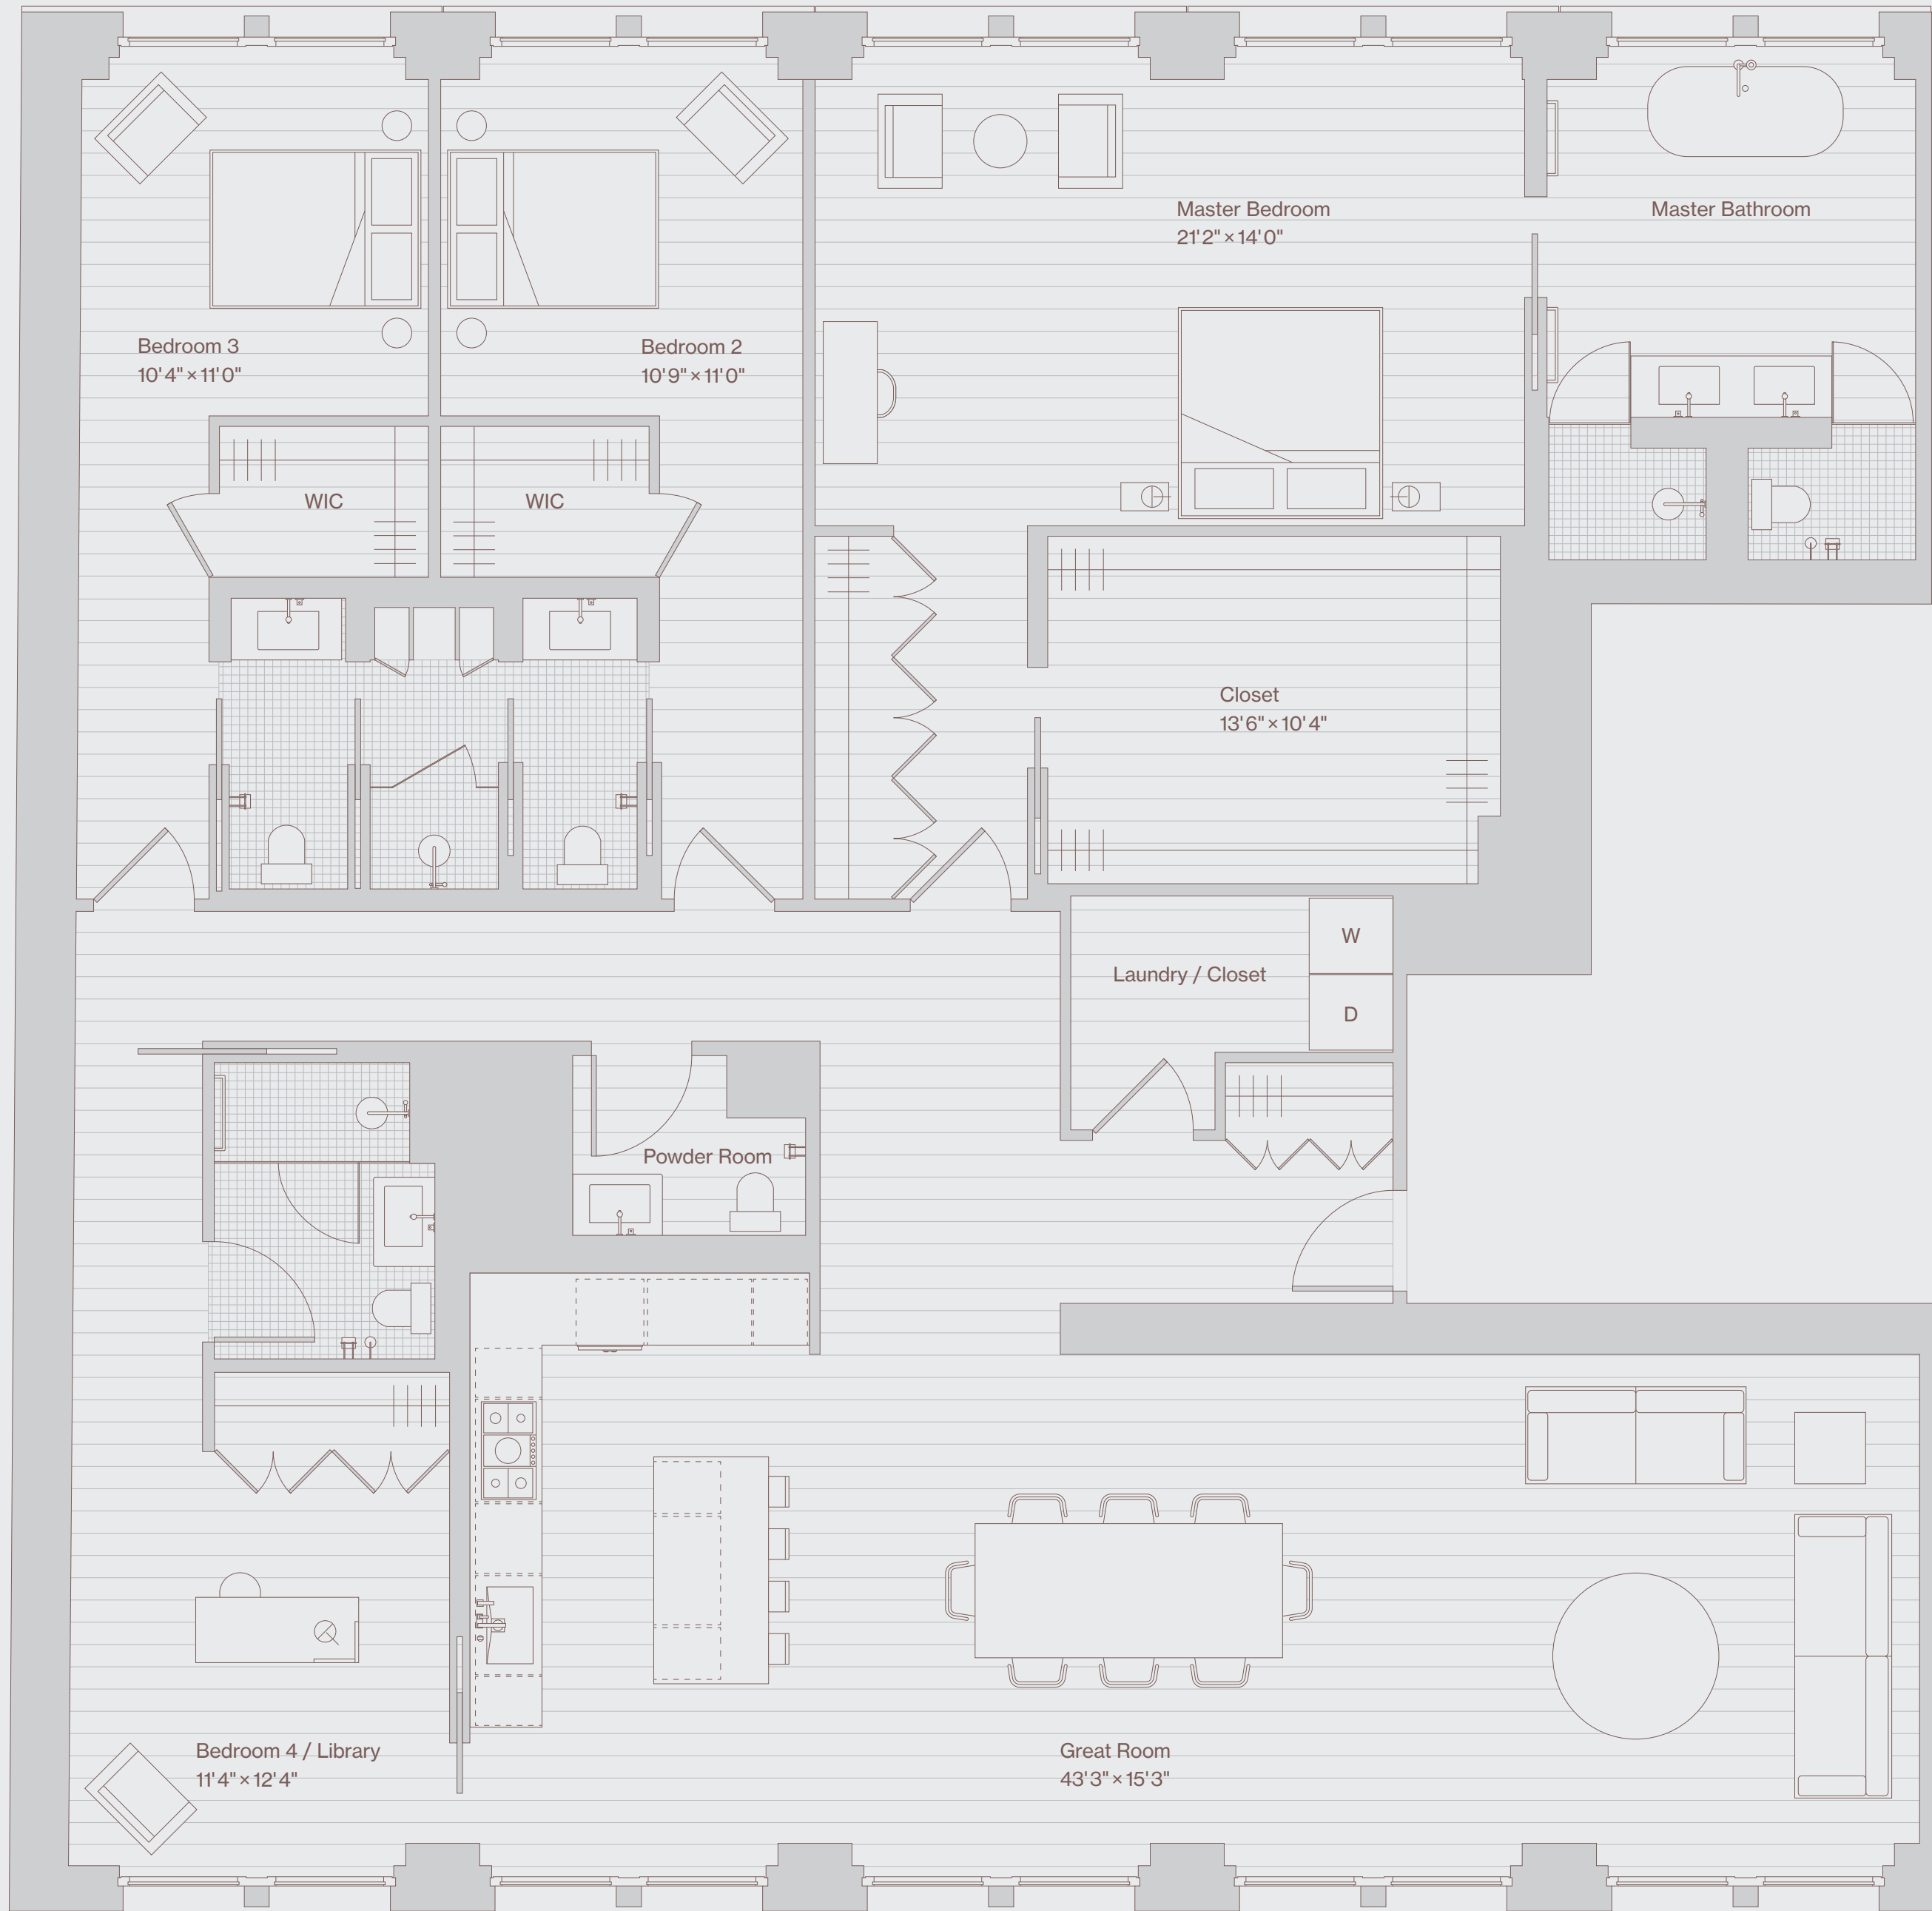 Master Bedroom
21'2" × 14'0"
Master Bathroom
Bedroom 3
10'4" × 11'0"
Bedroom 2
10'9" × 11'0"
WIC
WIC
Closet
13'6" × 10'4"
W
Laundry / Closet
D
Powder Room
Bedroom 4 / Library
11'4" × 12'4"
Great Room
43'3" × 15'3"